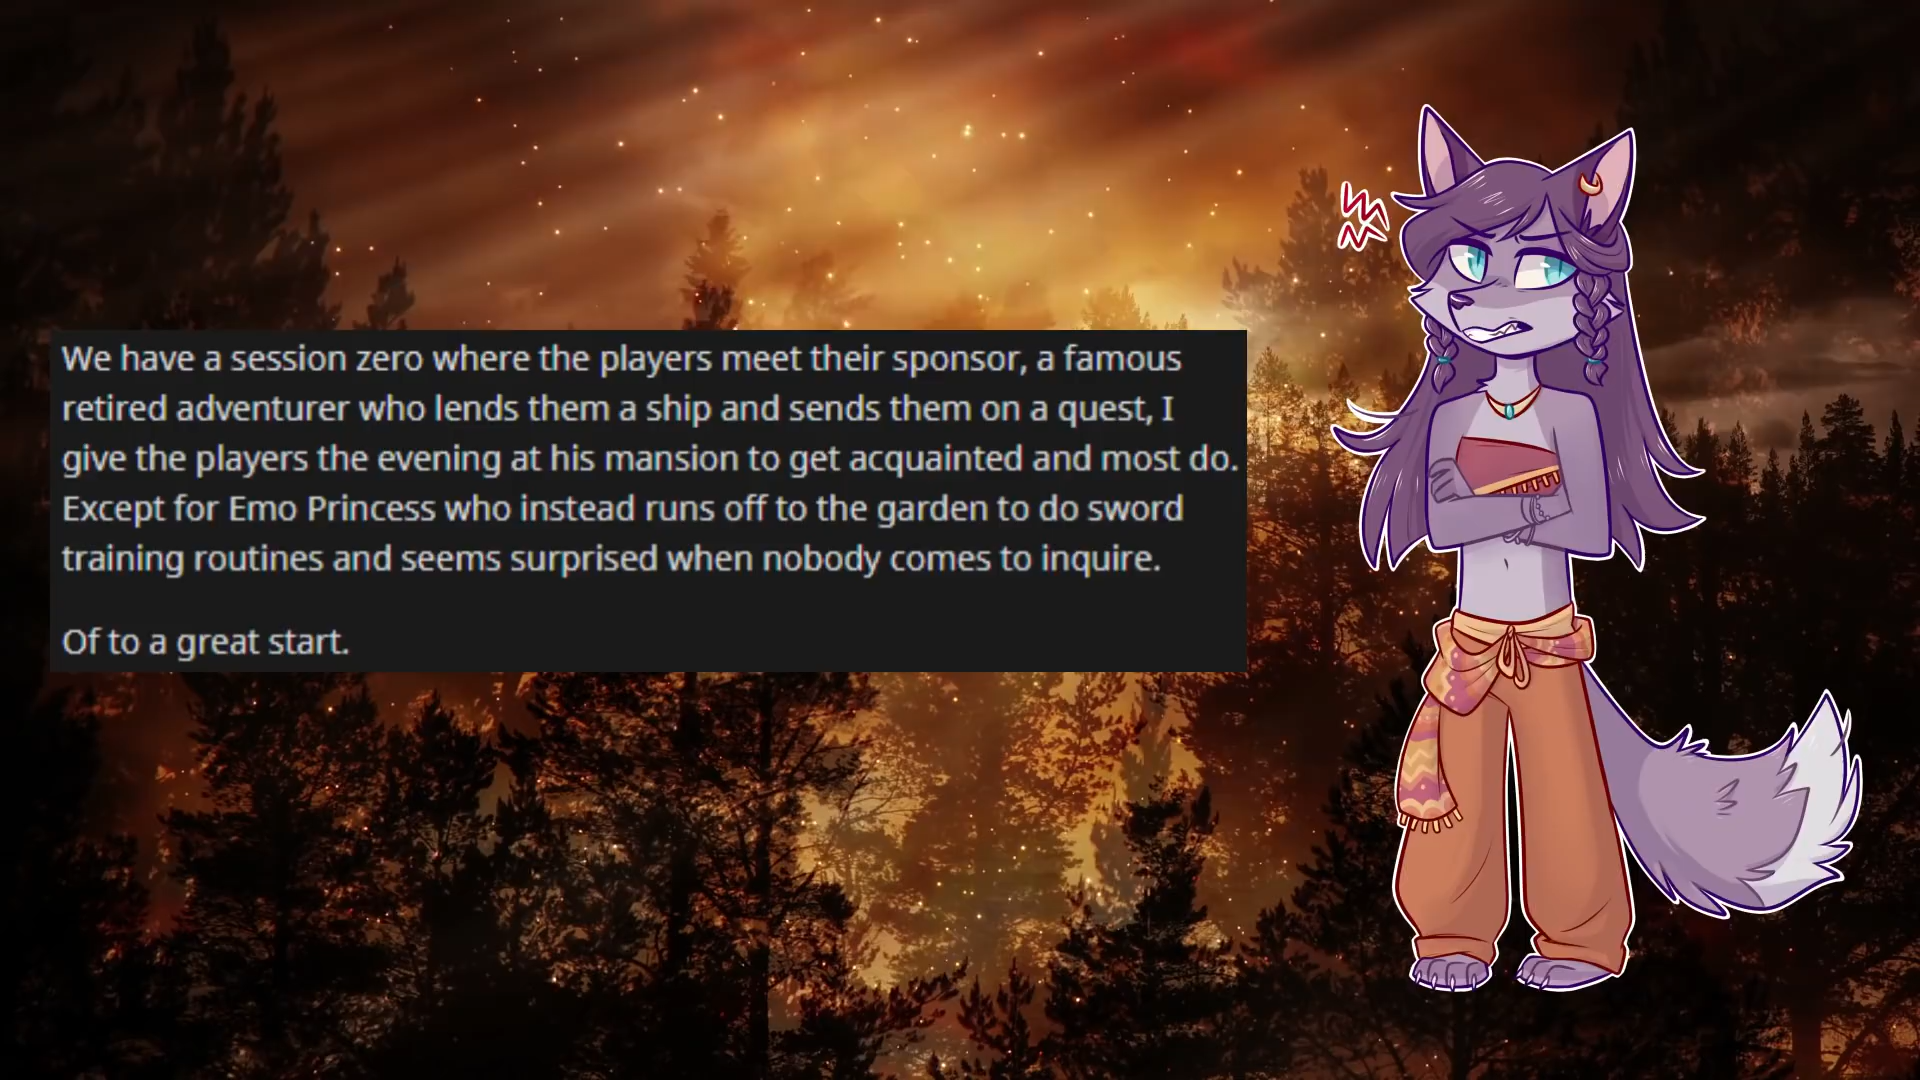 We have a session zero where the players meet their sponsor, a famous
retired adventurer who lends them a ship and sends them on a quest, I
give the players the evening at his mansion to get acquainted and most do.
Except for Emo Princess who instead runs off to the garden to do sword
training routines and seems surprised when nobody comes to inquire.
Of to a great start.